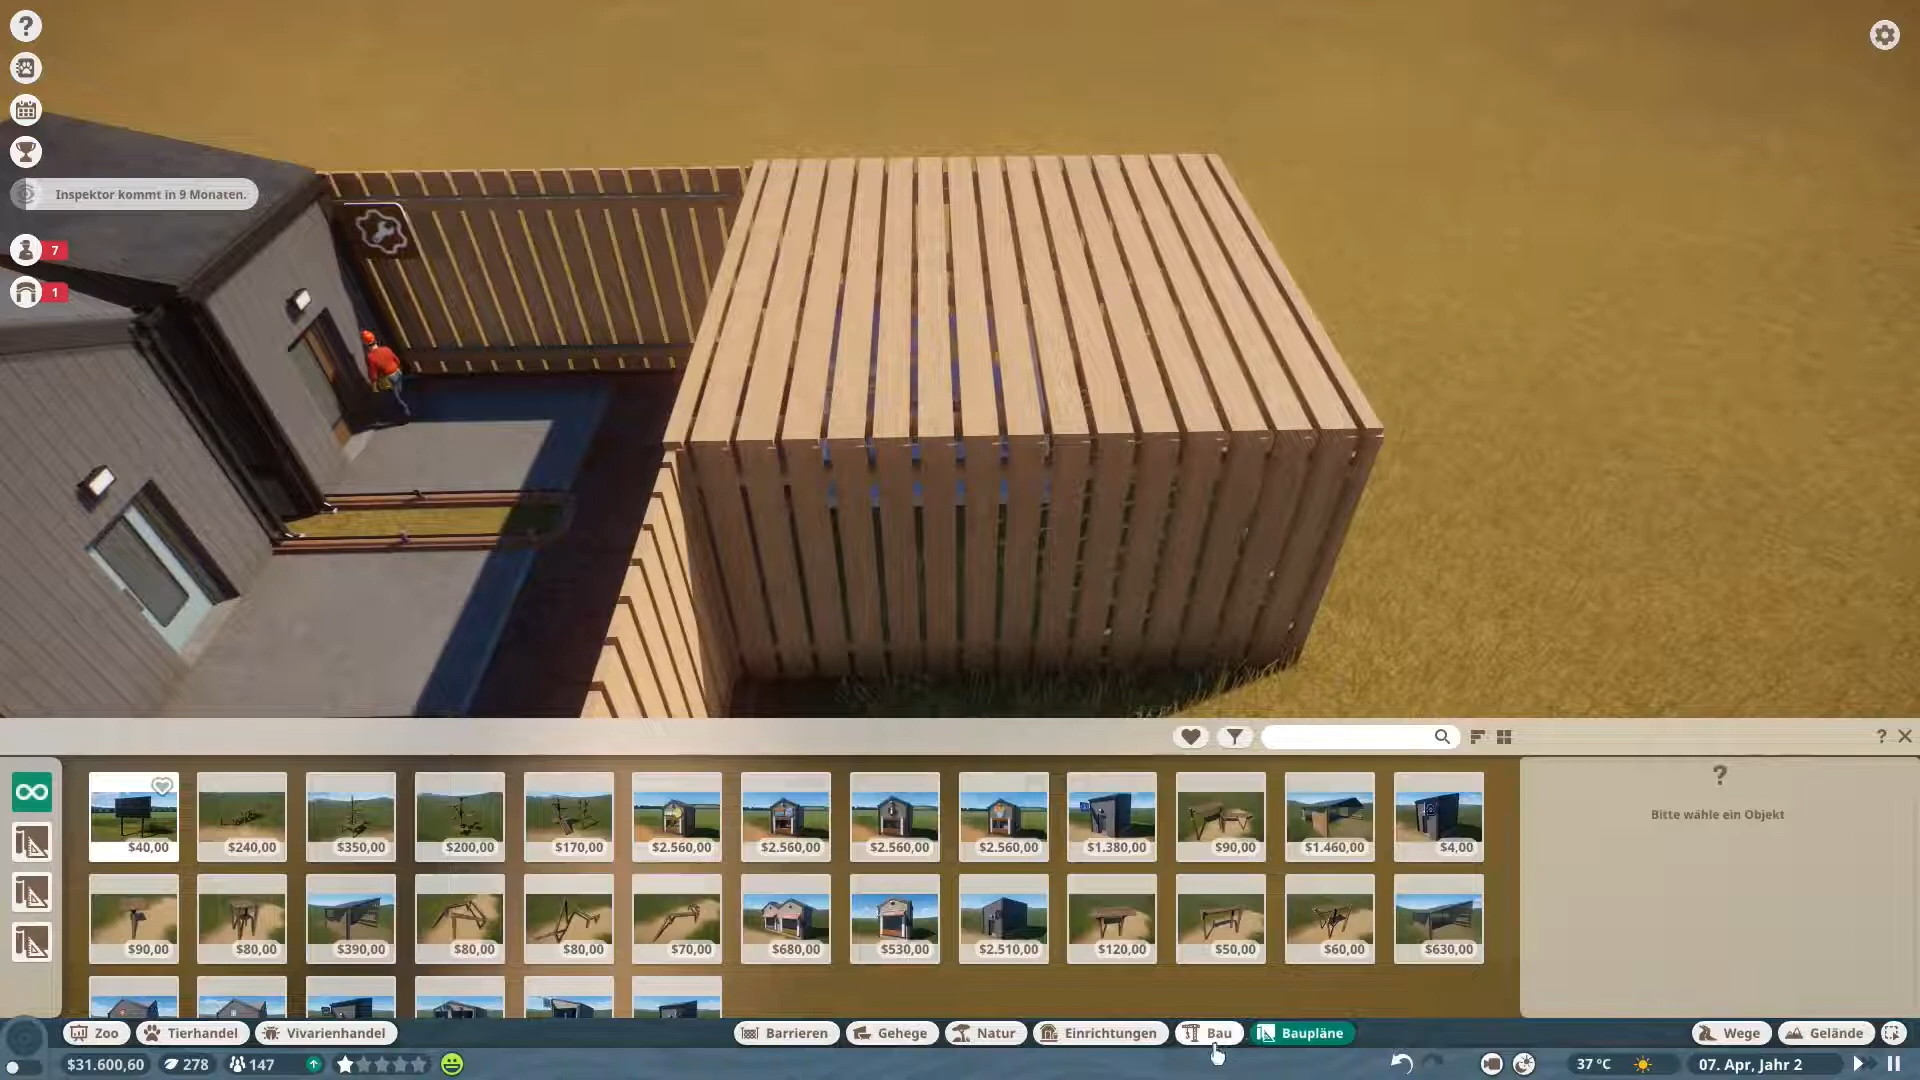 ?
Inspektor kommt in 9 Monaten.
7
1
? ×
$40,00 $240,00 $350,00 $200,00 $170,00 $2.560,00 $2.560,00 $2.560,00 $2.560,00 $1.380,00 $90,00 $1.460,00 $4,00
$90,00 $80,00 $390,00 $80,00 $80,00 $70,00 $680,00 $530,00 $2.510,00 $120,00 $50,00 $60,00 $630,00
?
Bitte wähle ein Objekt
Zoo Tierhandel Vivarienhandel Barrieren Gehege Natur Einrichtungen Bau Baupläne Wege Gelände
$31.600,60 278 147 37 °C 07. Apr, Jahr 2